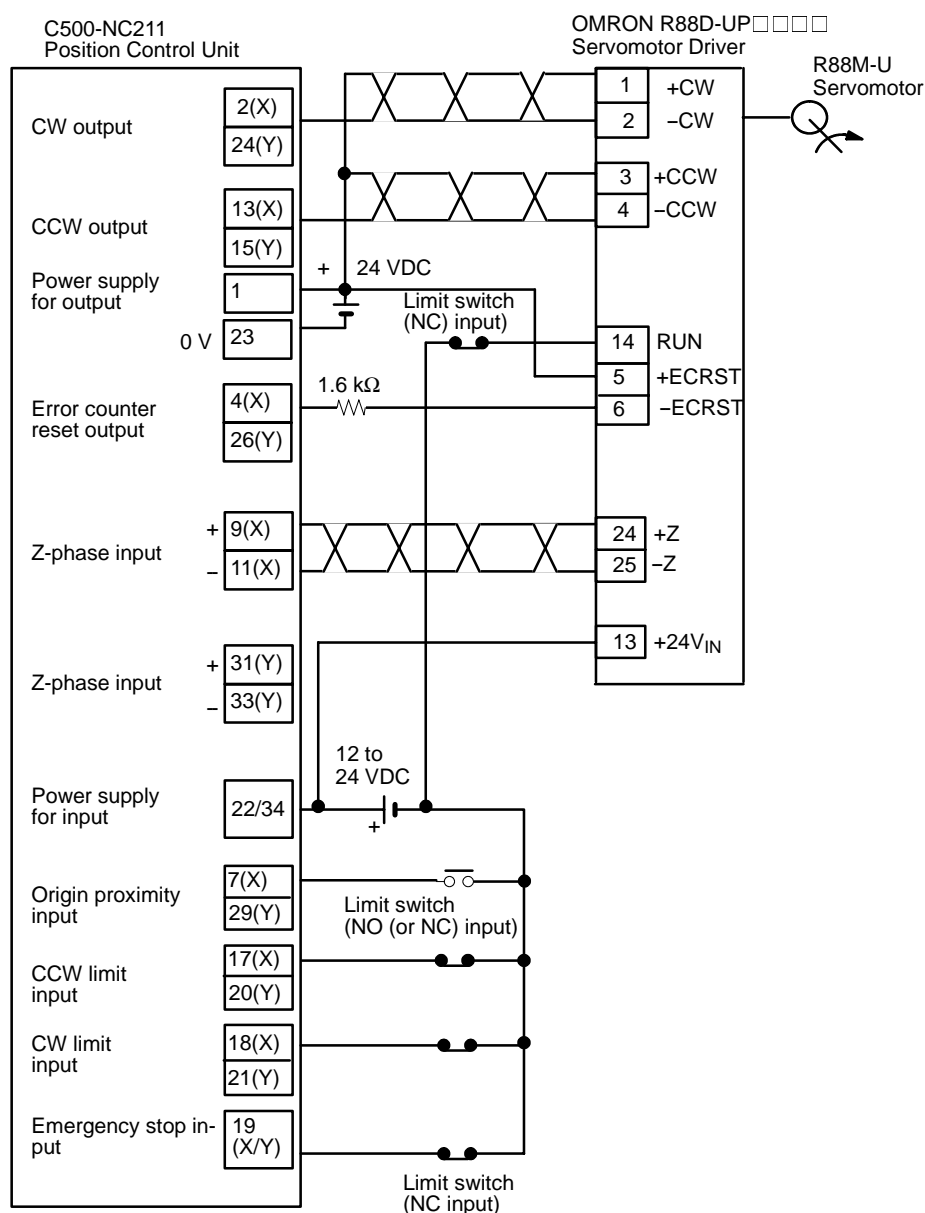 C500-NC211
Position Control Unit
OMRON R88D-UP□□□□
Servomotor Driver
R88M-U
Servomotor
CW output
2(X)
24(Y)
1 +CW
2 –CW
CCW output
13(X)
15(Y)
3 +CCW
4 –CCW
Power supply
for output
1
+ 24 VDC
0 V 23
Limit switch
(NC) input)
14 RUN
5 +ECRST
6 –ECRST
Error counter
reset output
4(X)
26(Y)
1.6 kΩ
Z-phase input
+ 9(X)
– 11(X)
24 +Z
25 –Z
13 +24VIN
Z-phase input
+ 31(Y)
– 33(Y)
12 to
24 VDC
+
Power supply
for input
22/34
Origin proximity
input
7(X)
29(Y)
Limit switch
(NO (or NC) input)
CCW limit
input
17(X)
20(Y)
CW limit
input
18(X)
21(Y)
Emergency stop in-
put
19
(X/Y)
Limit switch
(NC input)